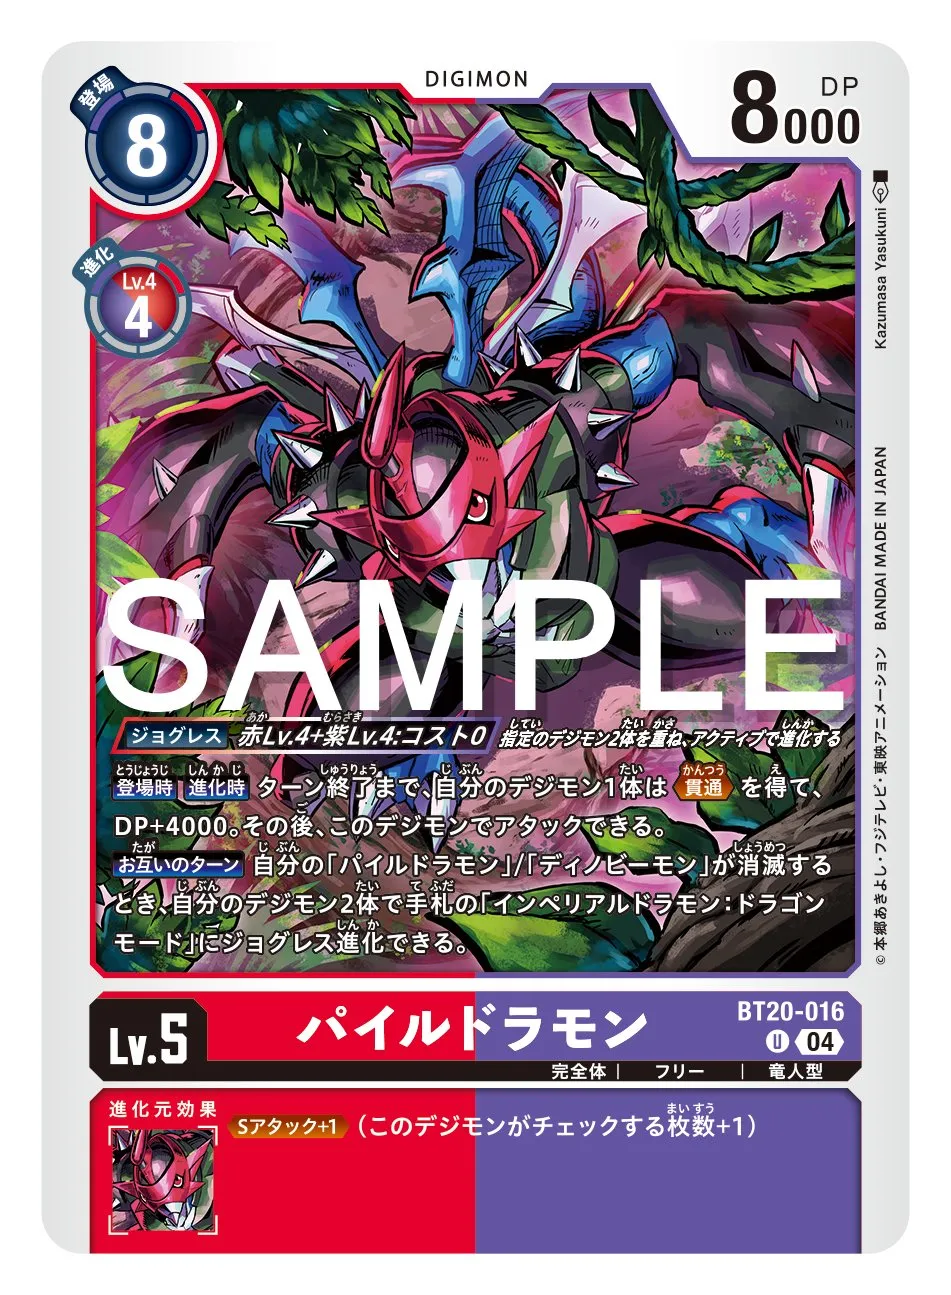 DIGIMON
登場
8
DP
8000
進化
Lv.4
4
Kazumasa Yasukuni
BANDAI MADE IN JAPAN
©本郷あきよし・フジテレビ・東映アニメーション
SAMPLE
ジョグレス 赤Lv.4+紫Lv.4:コスト0 指定のデジモン2体を重ね、アクティブで進化する
登場時 進化時 ターン終了まで、自分のデジモン1体は 貫通 を得て、
DP+4000。その後、このデジモンでアタックできる。
お互いのターン 自分の「パイルドラモン」/「ディノビーモン」が消滅する
とき、自分のデジモン2体で手札の「インペリアルドラモン：ドラゴン
モード」にジョグレス進化できる。
Lv.5
パイルドラモン
BT20-016
U 04
完全体 | フリー | 竜人型
進化元効果
Sアタック+1 (このデジモンがチェックする枚数+1)